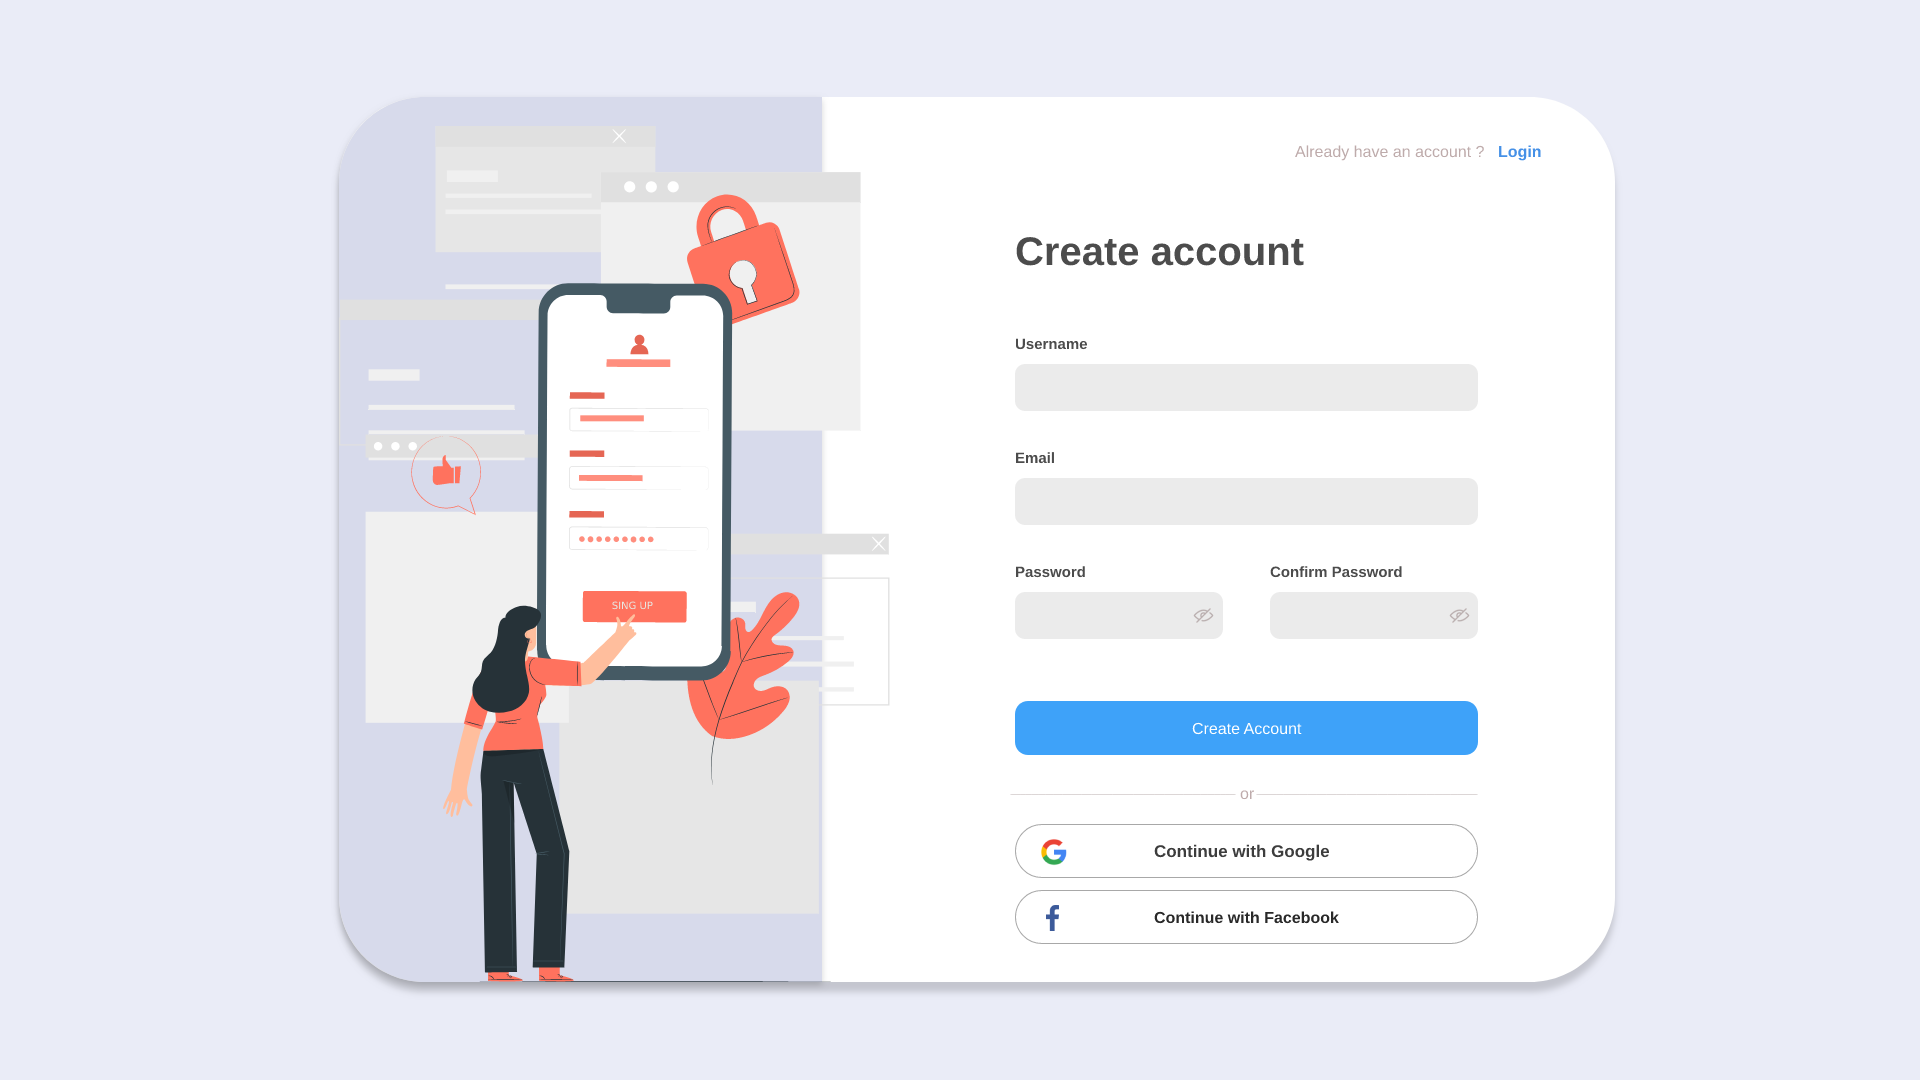 Already have an account ? Login
Create account
Username
Email
Password
Confirm Password
SING UP
Create Account
or
Continue with Google
Continue with Facebook